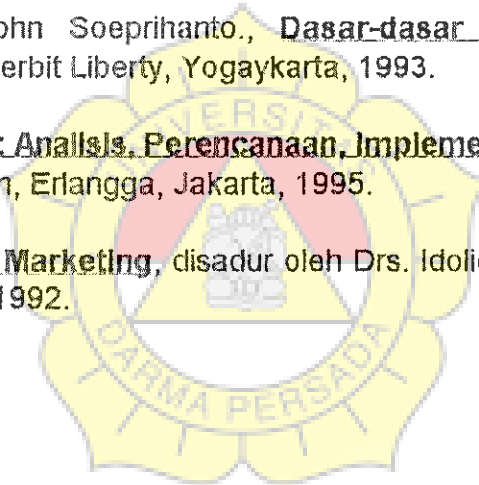 ohn Soeprihanto., Dasar-dasar
erbit Liberty, Yogaykarta, 1993.
: Analisis, Perencanaan, Impleme
n, Erlangga, Jakarta, 1995.
Marketing, disadur oleh Drs. Idolic
1992.
UNIVERSITAS
DARMA PERSADA